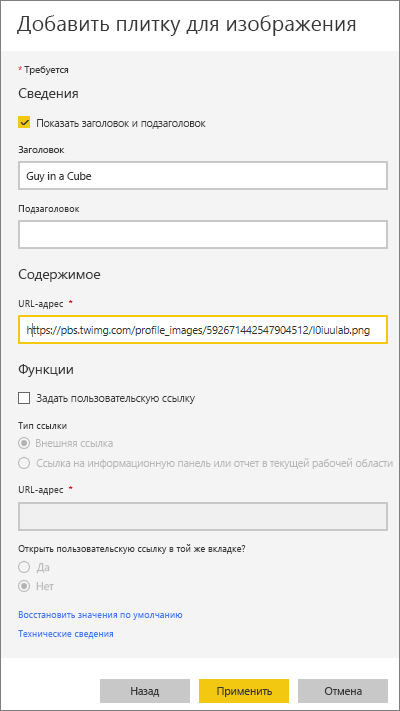 Добавить плитку для изображения
* Требуется
Сведения
Показать заголовок и подзаголовок
Заголовок
Guy in a Cube
Подзаголовок
Содержимое
URL-адрес *
https://pbs.twimg.com/profile_images/592671442547904512/l0iuulab.png
Функции
Задать пользовательскую ссылку
Тип ссылки
Внешняя ссылка
Ссылка на информационную панель или отчет в текущей рабочей области
URL-адрес *
Открыть пользовательскую ссылку в той же вкладке?
Да
Нет
Восстановить значения по умолчанию
Технические сведения
Назад Применить Отмена